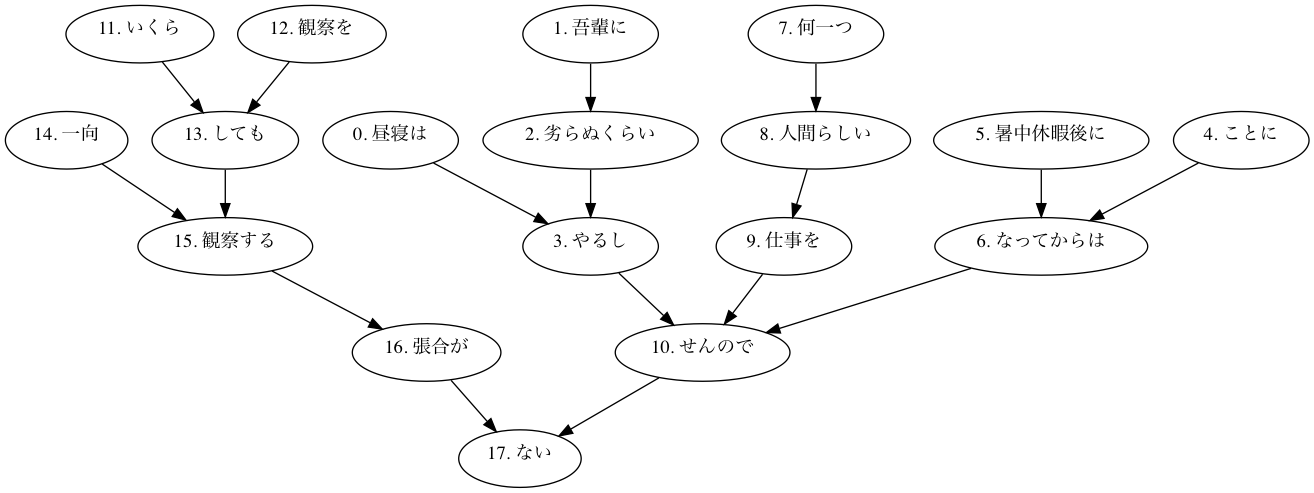 11. いくら
12. 観察を
1. 吾輩に
7. 何一つ
14. 一向
13. しても
0. 昼寝は
2. 劣らぬくらい
8. 人間らしい
5. 暑中休暇後に
4. ことに
15. 観察する
3. やるし
9. 仕事を
6. なってからは
16. 張合が
10. せんので
17. ない